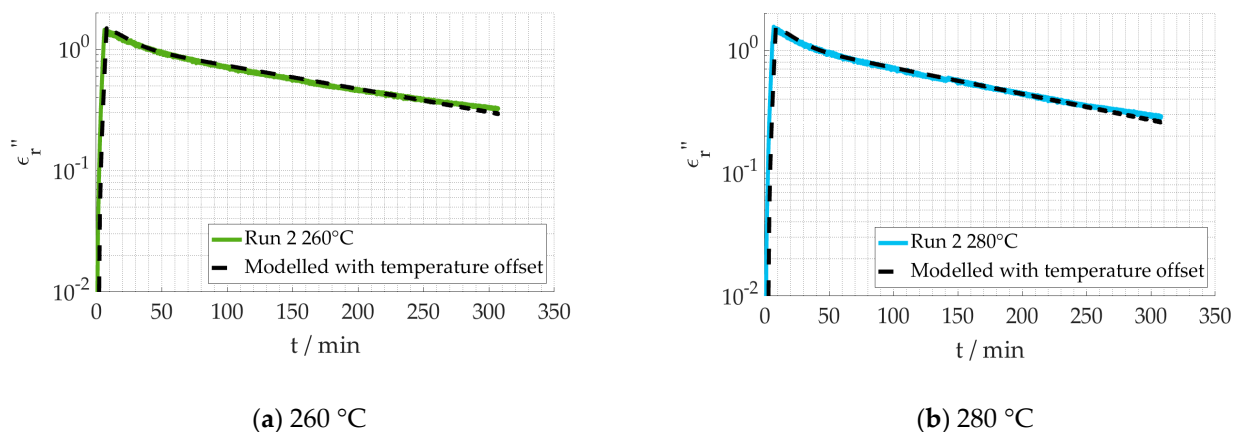 10^0
10^-1
10^-2
ϵr"
Run 2 260°C
Modelled with temperature offset
0 50 100 150 200 250 300 350
t / min
(a) 260 °C
10^0
10^-1
10^-2
ϵr"
Run 2 280°C
Modelled with temperature offset
0 50 100 150 200 250 300 350
t / min
(b) 280 °C